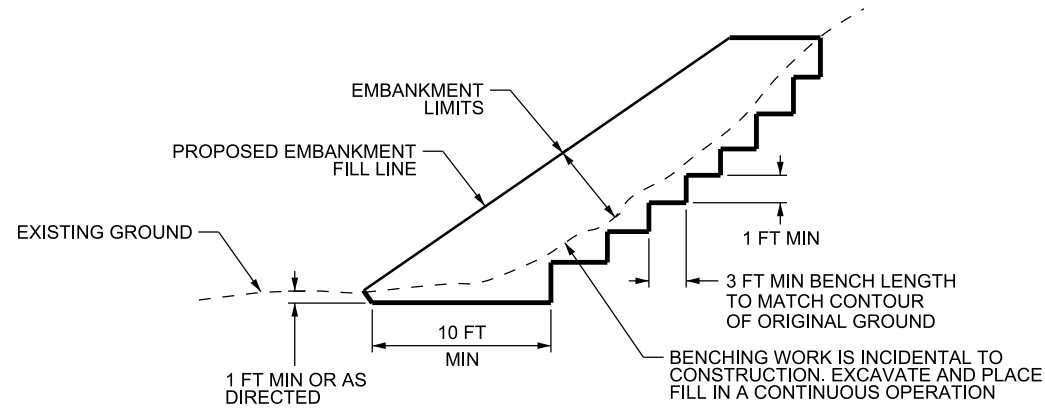 EMBANKMENT
LIMITS
PROPOSED EMBANKMENT
FILL LINE
EXISTING GROUND
1 FT MIN
3 FT MIN BENCH LENGTH
TO MATCH CONTOUR
OF ORIGINAL GROUND
10 FT
MIN
1 FT MIN OR AS
DIRECTED
BENCHING WORK IS INCIDENTAL TO
CONSTRUCTION. EXCAVATE AND PLACE
FILL IN A CONTINUOUS OPERATION